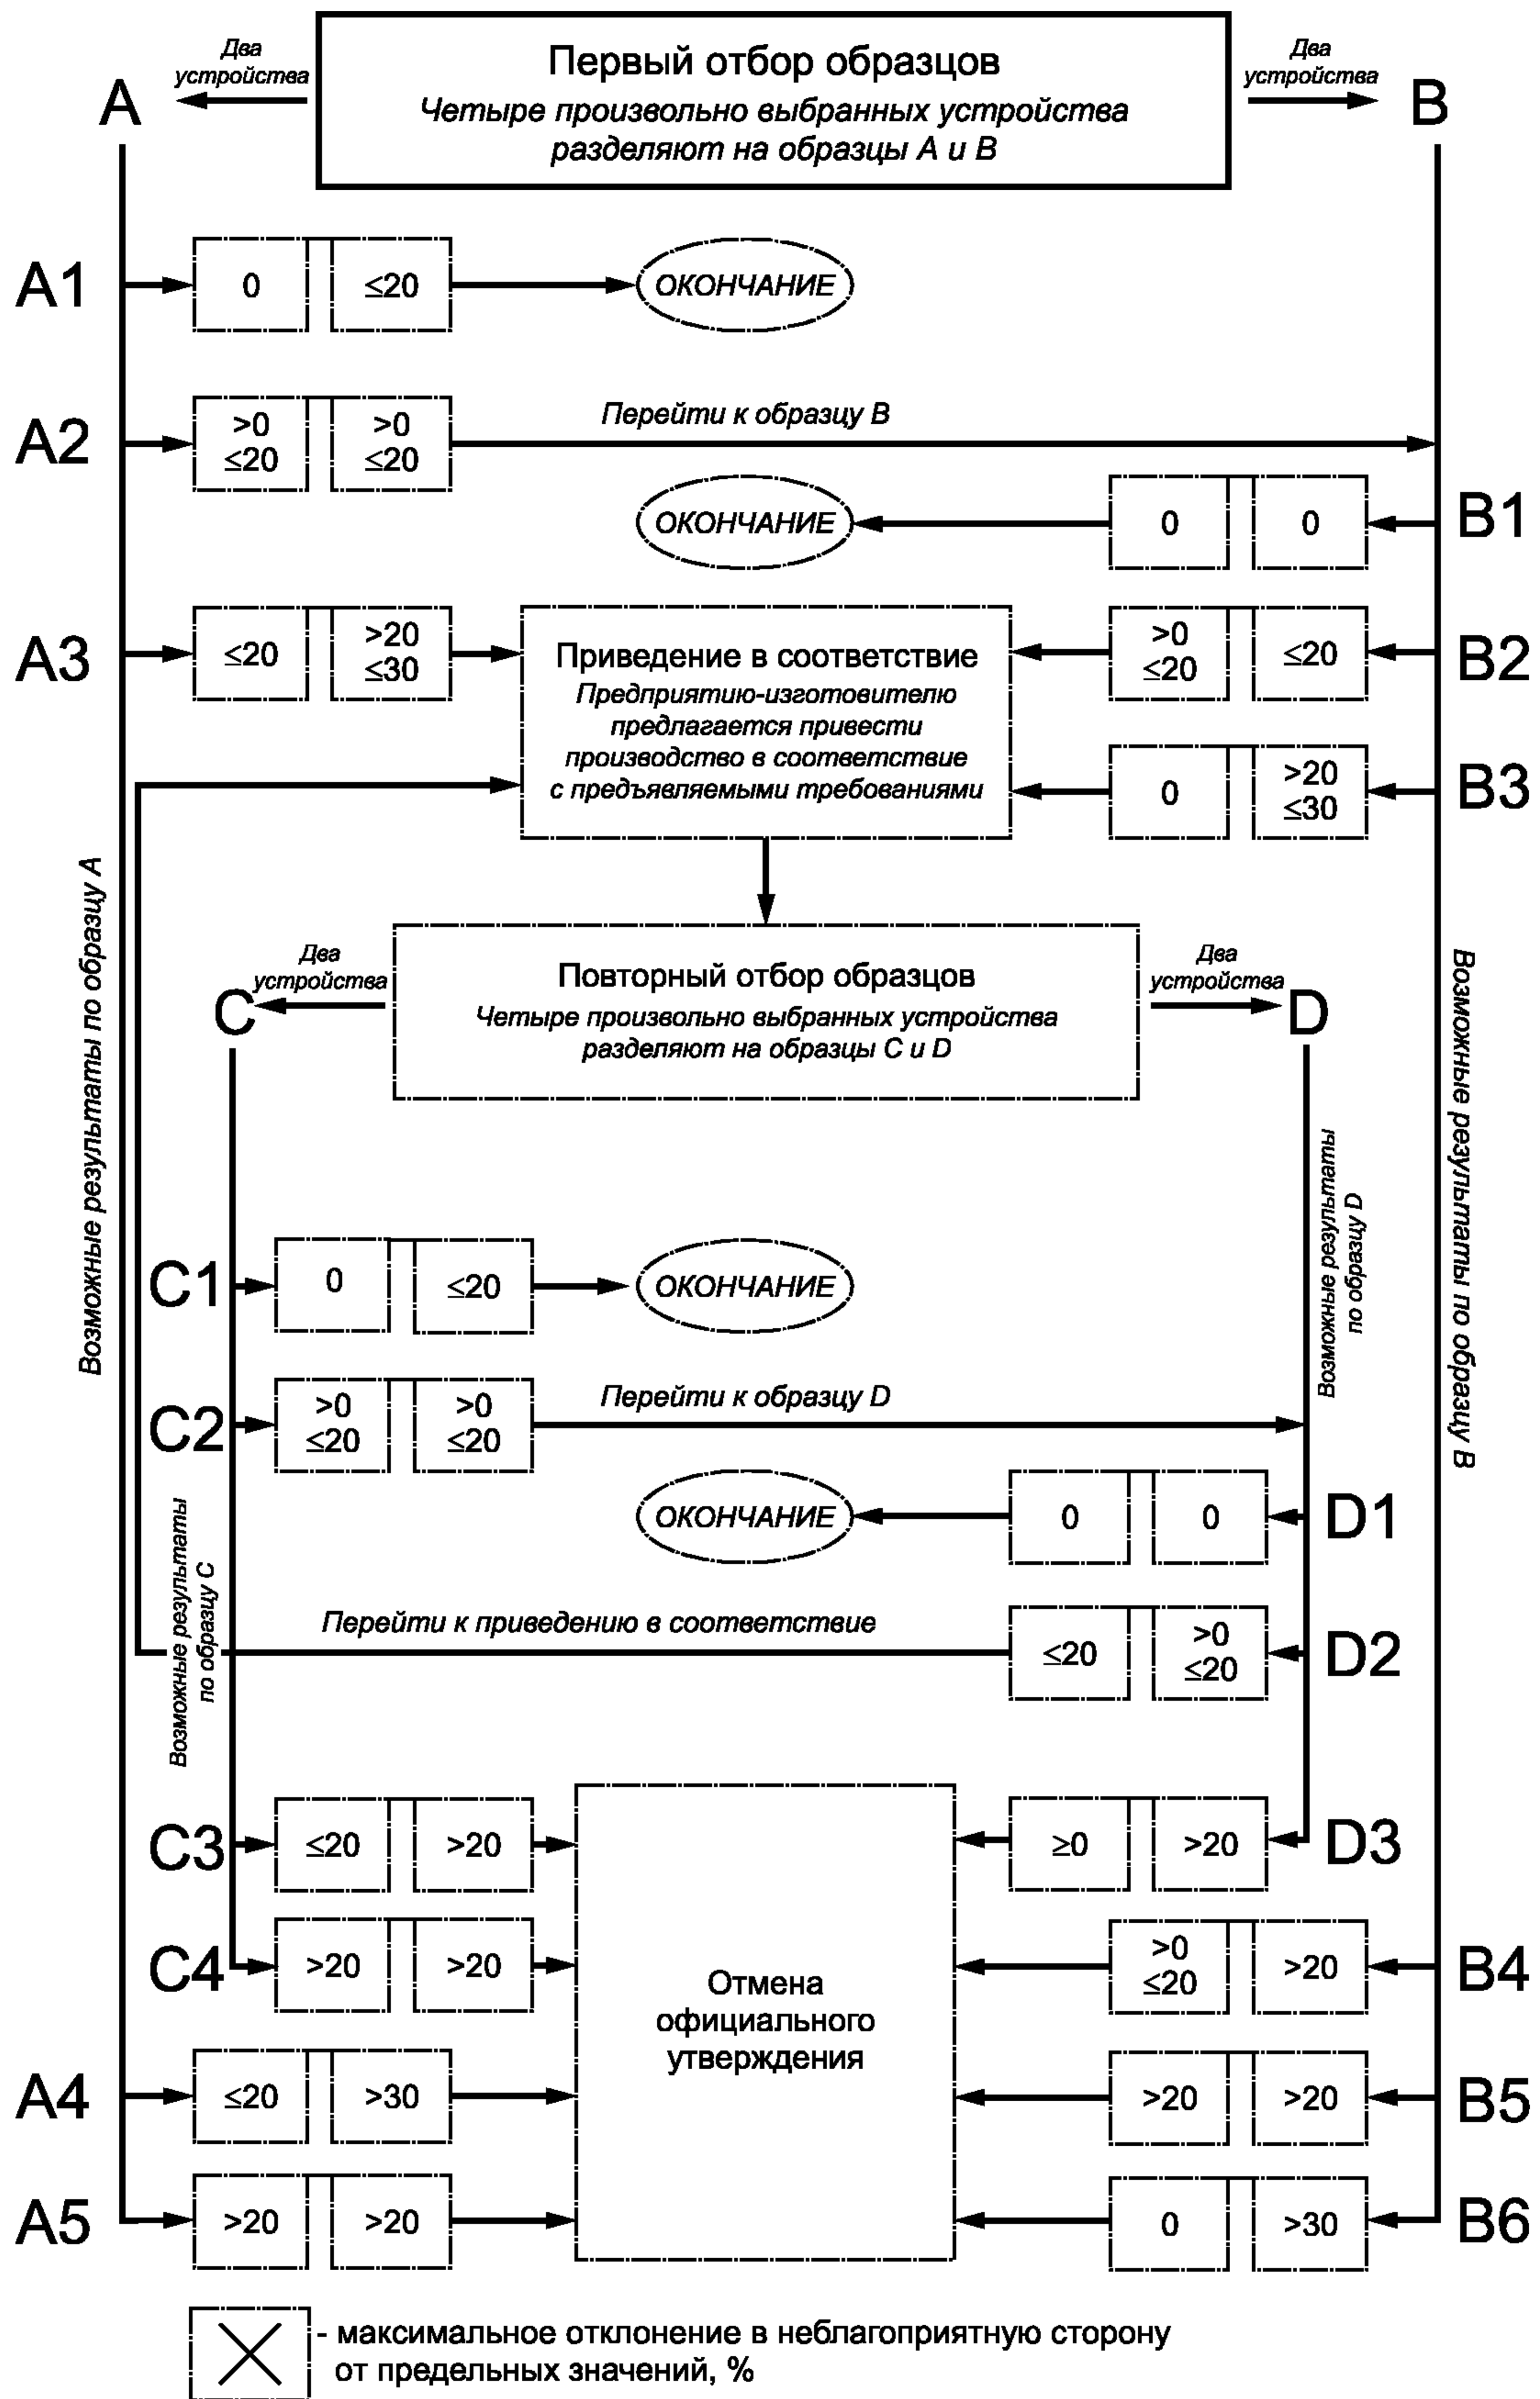 Два
устройства
Первый отбор образцов
Четыре произвольно выбранных устройства
разделяют на образцы A и B
Два
устройства
A
B
A1
0
≤20
ОКОНЧАНИЕ
A2
>0
≤20
>0
≤20
Перейти к образцу B
ОКОНЧАНИЕ
0
0
B1
A3
≤20
>20
≤30
Приведение в соответствие
Предприятию-изготовителю
предлагается привести
производство в соответствие
с предъявляемыми требованиями
>0
≤20
≤20
B2
0
>20
≤30
B3
Возможные результаты по образцу A
Возможные результаты по образцу B
Два
устройства
Повторный отбор образцов
Четыре произвольно выбранных устройства
разделяют на образцы C и D
Два
устройства
C
D
Возможные результаты
по образцу D
C1
0
≤20
ОКОНЧАНИЕ
C2
>0
≤20
>0
≤20
Перейти к образцу D
ОКОНЧАНИЕ
0
0
D1
Возможные результаты
по образцу C
Перейти к приведению в соответствие
≤20
>0
≤20
D2
C3
≤20
>20
≥0
>20
D3
C4
>20
>20
Отмена
официального
утверждения
>0
≤20
>20
B4
A4
≤20
>30
>20
>20
B5
A5
>20
>20
0
>30
B6
- максимальное отклонение в неблагоприятную сторону
от предельных значений, %